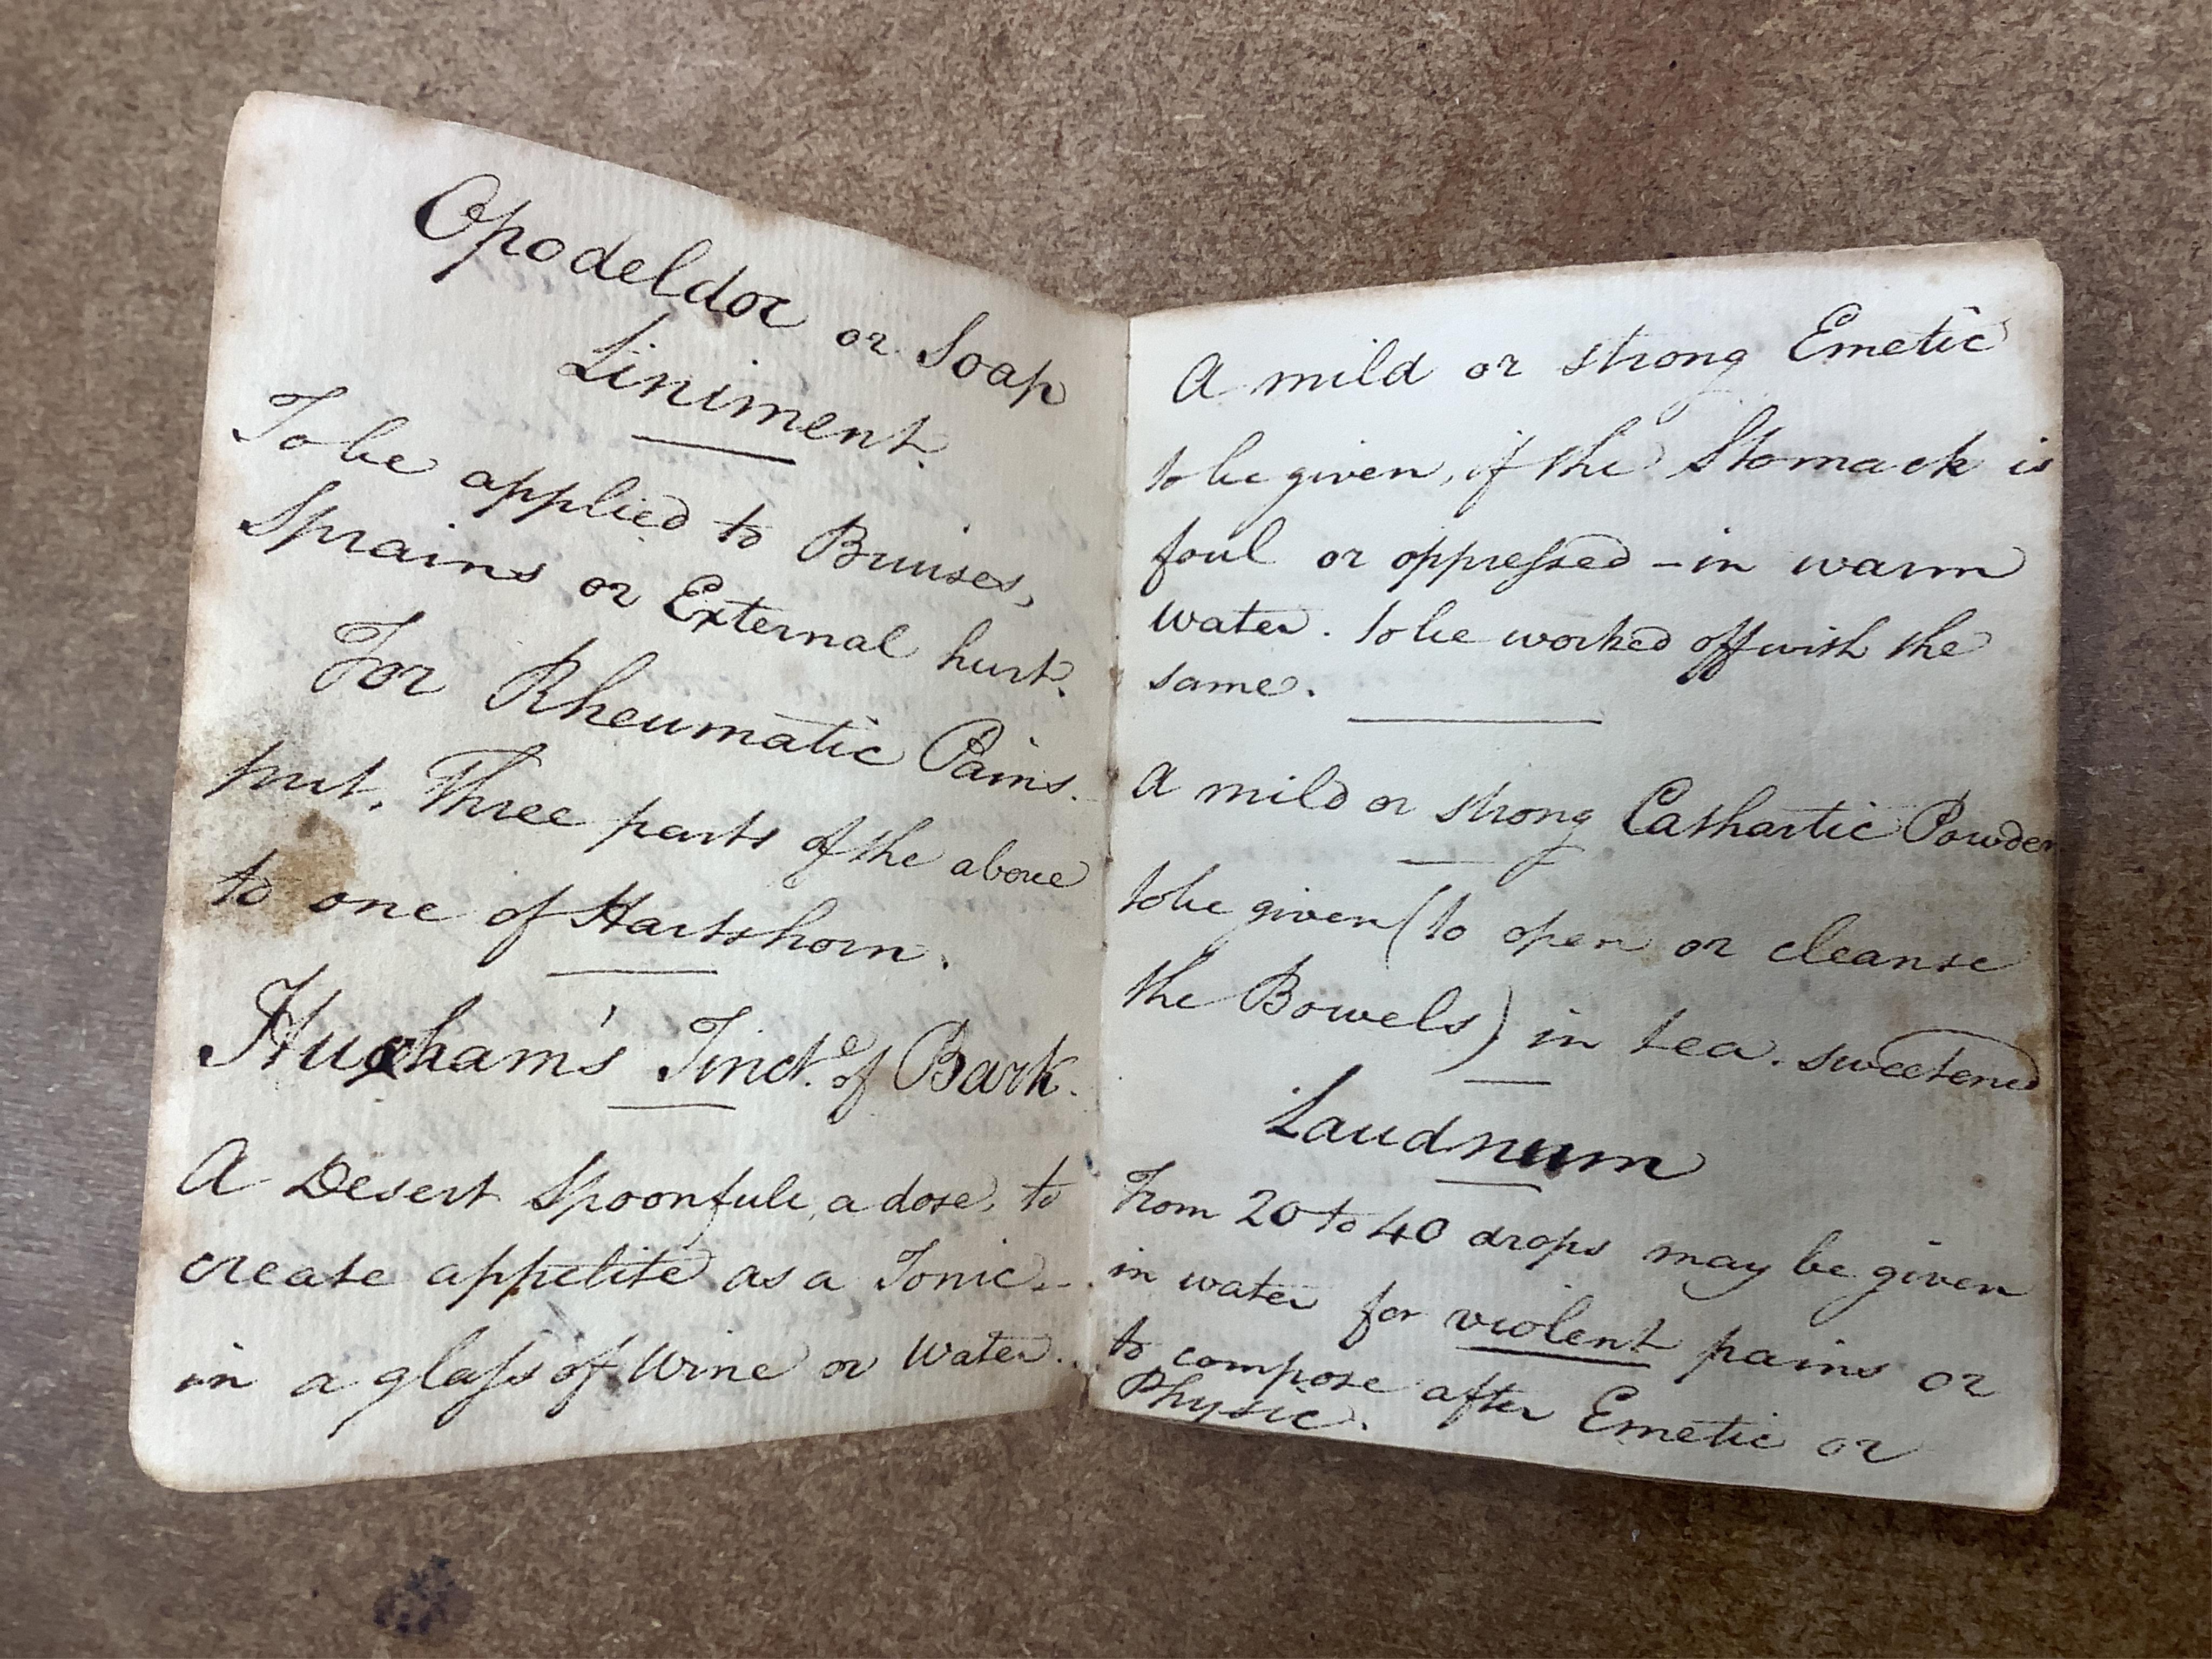 Opodeldoc or Soap
Liniment.
To be applied to Bruises,
Sprains or External hurt.
For Rheumatic Pains.
put, Three parts of the above
to one of Hartshorn.
Huxham's Tinct.e of Bark.
A Desert Spoonfull, a dose, to
create appetite as a Tonic -
in a glaſs of Wine or Water.
A mild or strong Emetic
to be given, if the Stomack is
foul or oppreſsed - in warm
water. to be worked off with the
same.
A mild or strong Cathartic Powder
to be given (to open or cleanse
the Bowels) in tea. sweetened
Laudnum
From 20 to 40 drops may be given
in water for violent pains or
to compose after Emetic or
Physic.